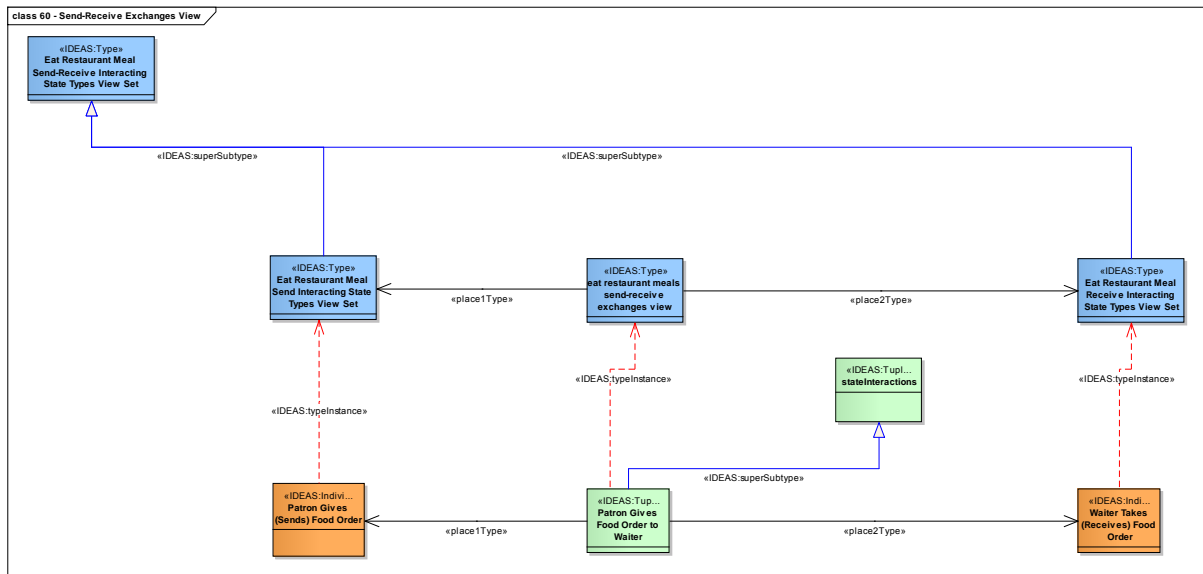 class 60 - Send-Receive Exchanges View
«IDEAS:Type»
Eat Restaurant Meal
Send-Receive Interacting
State Types View Set
«IDEAS:superSubtype»
«IDEAS:superSubtype»
«IDEAS:Type»
Eat Restaurant Meal
Send Interacting State
Types View Set
«place1Type»
«IDEAS:Type»
eat restaurant meals
send-receive
exchanges view
«place2Type»
«IDEAS:Type»
Eat Restaurant Meal
Receive Interacting
State Types View Set
«IDEAS:typeInstance»
«IDEAS:typeInstance»
«IDEAS:Tupl...
stateInteractions
«IDEAS:typeInstance»
«IDEAS:superSubtype»
«IDEAS:Indivi...
Patron Gives
(Sends) Food Order
«place1Type»
«IDEAS:Tup...
Patron Gives
Food Order to
Waiter
«place2Type»
«IDEAS:Indi...
Waiter Takes
(Receives) Food
Order